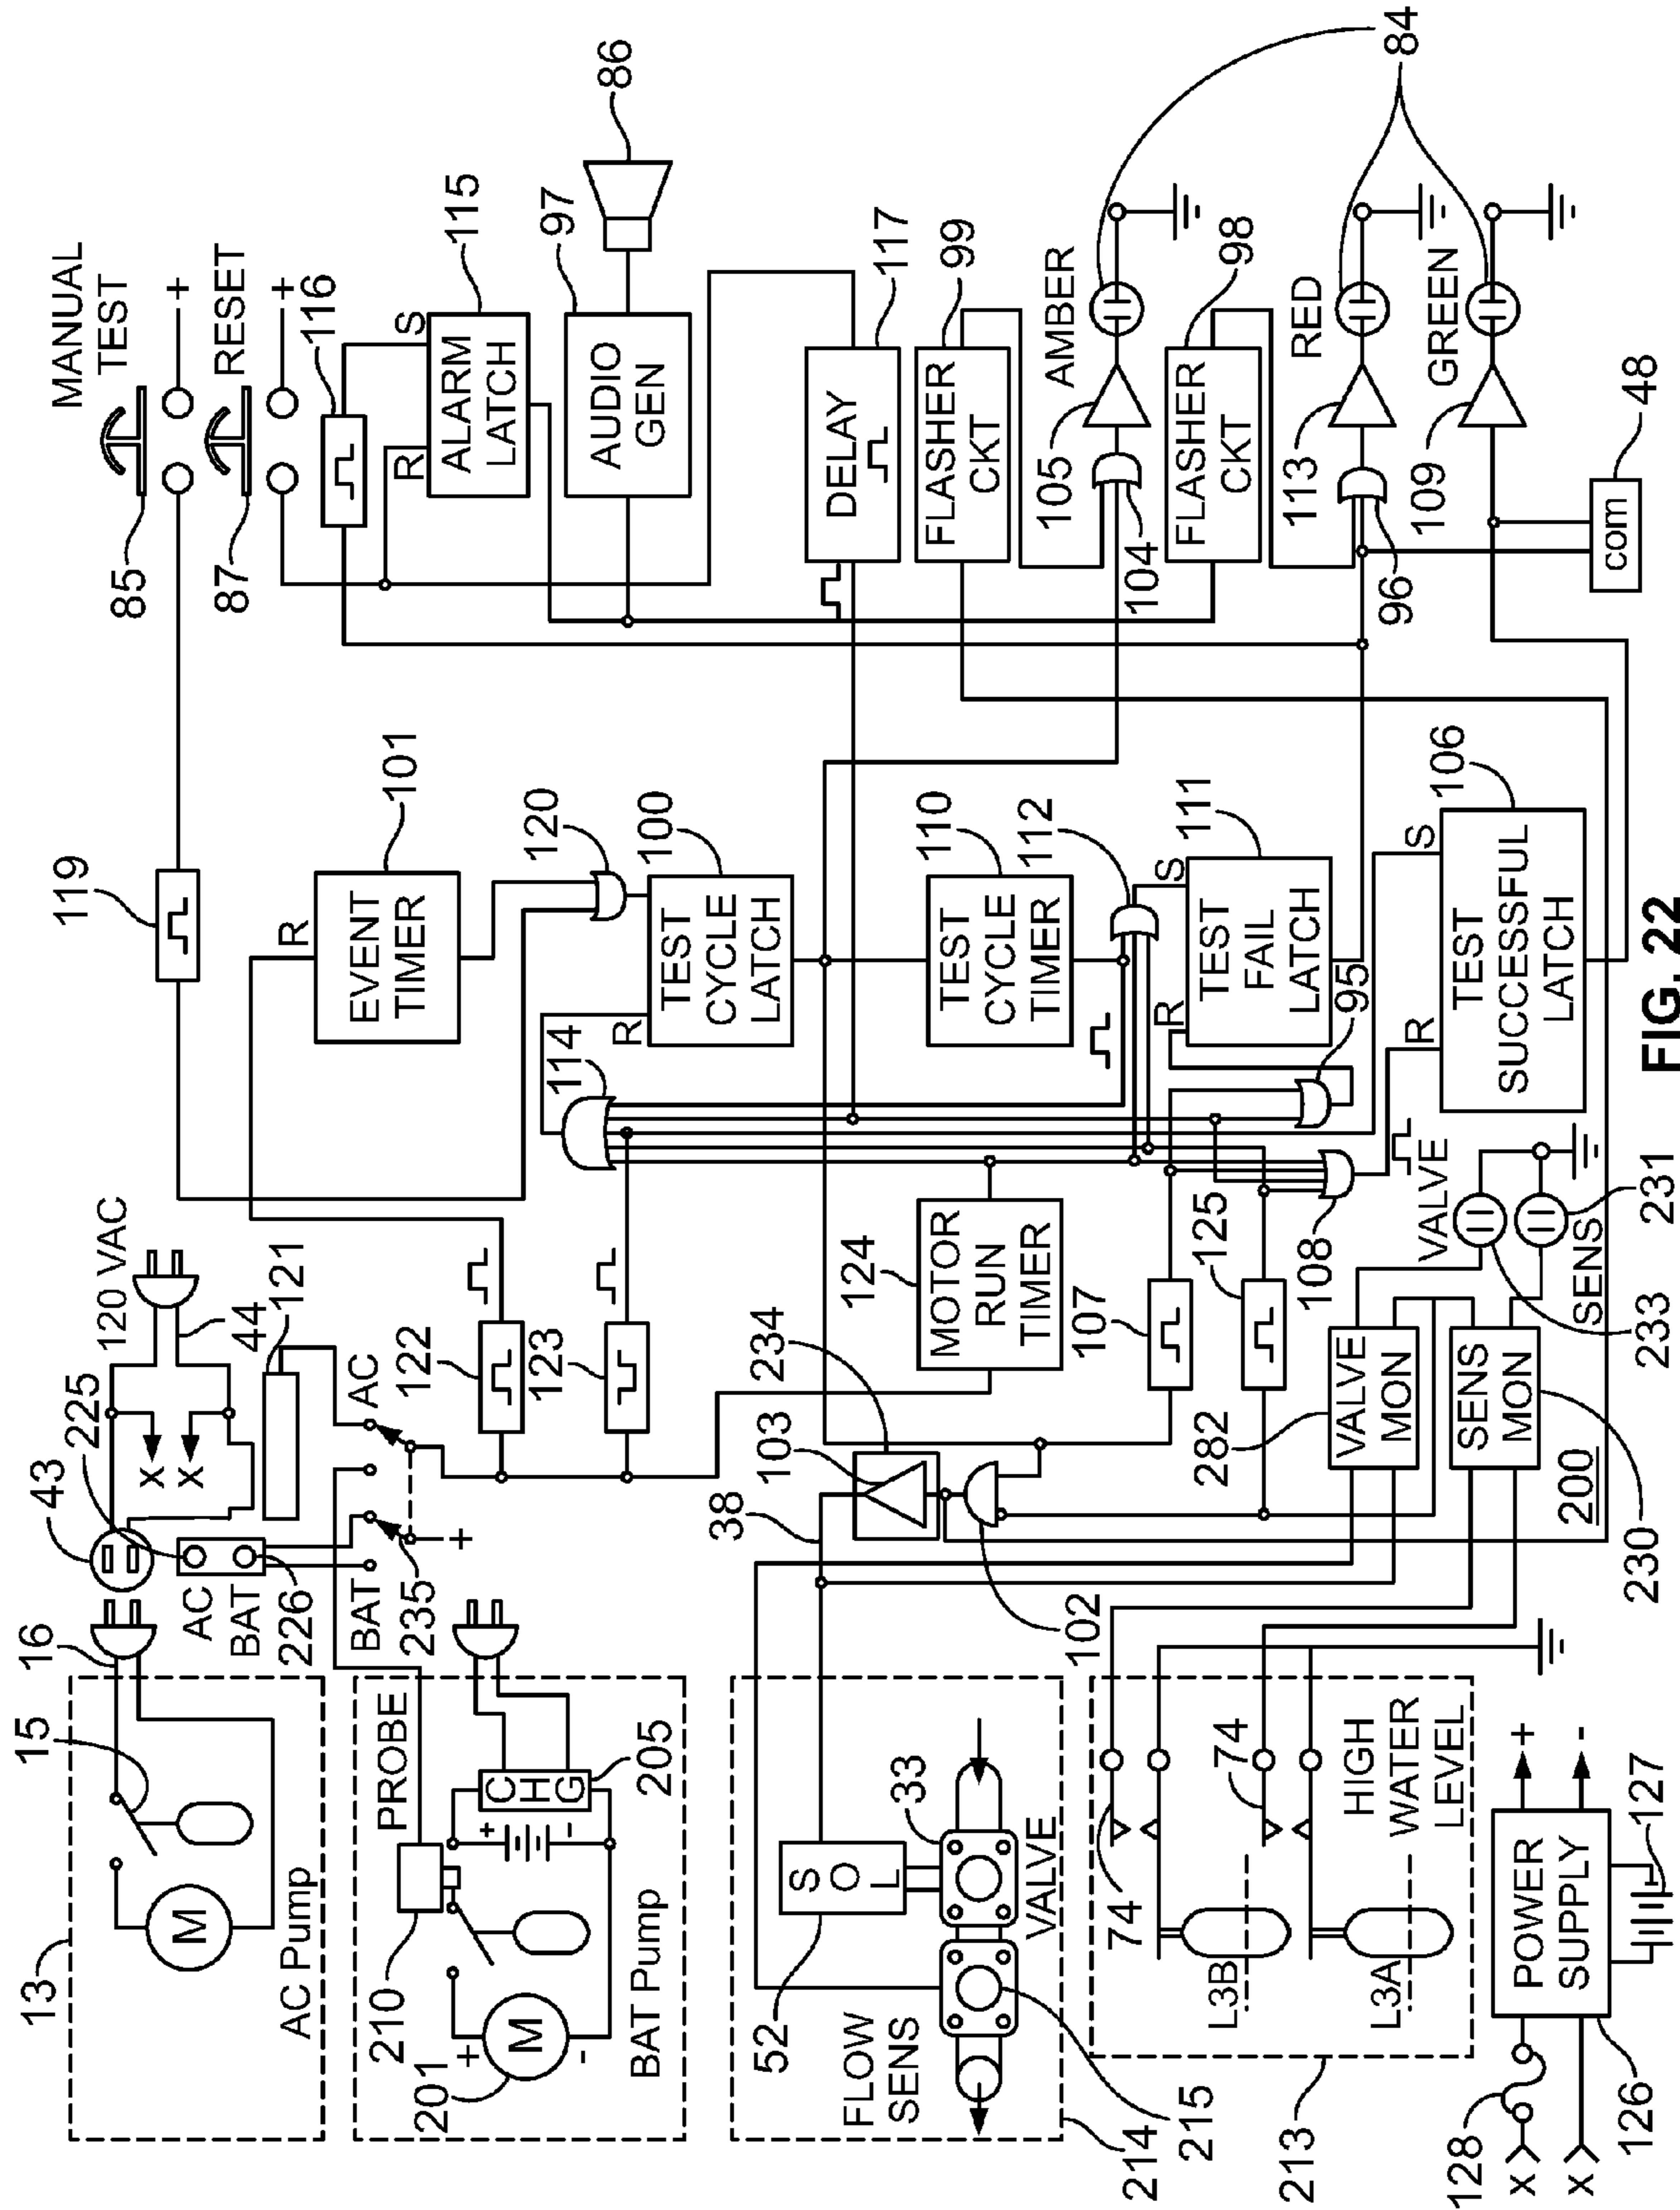 MANUAL
TEST
85
+
RESET
87
+
116
119
S
R
ALARM
LATCH
115
AUDIO
GEN
97
86
DELAY
117
FLASHER
CKT
99
AMBER
105
104
84
FLASHER
CKT
98
RED
113
96
GREEN
109
com
48
R
EVENT
TIMER
101
120
R
TEST
CYCLE
LATCH
100
114
TEST
CYCLE
TIMER
110
112
R
S
TEST
FAIL
LATCH
111
95
R
S
TEST
SUCCESSFUL
LATCH
106
120 VAC
44
121
43
225
X
X
AC
BAT
226
AC
BAT
235
+
122
123
MOTOR
RUN
TIMER
124
234
103
38
102
107
125
108
VALVE
MON
282
SENS
MON
230
200
VALVE
SENS
233
231
16
15
13
M
AC Pump
PROBE
210
C
H
G
205
+
-
+
-
M
201
BAT Pump
S
O
L
52
33
VALVE
FLOW
SENS
215
214
74
74
L3B
L3A
HIGH
WATER
LEVEL
213
128
X
X
POWER
SUPPLY
+
-
127
126
FIG. 22